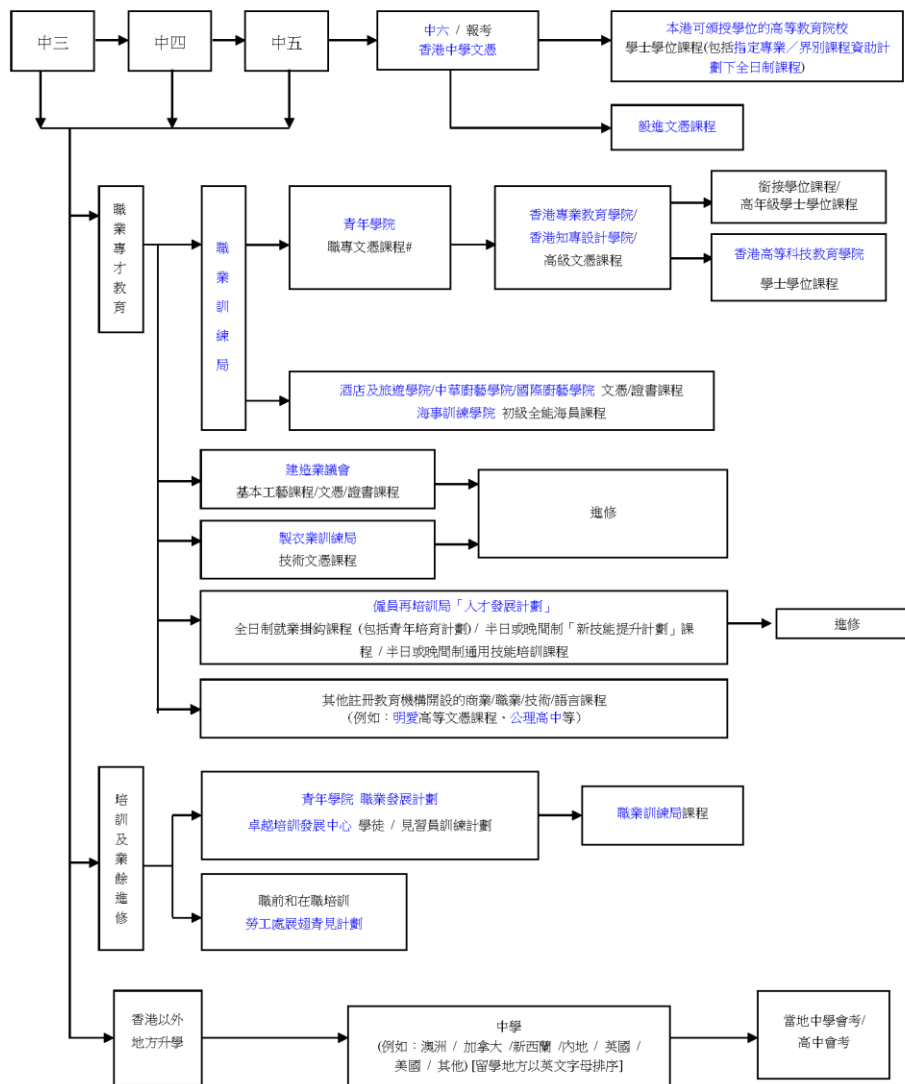 中三
中四
中五
中六 / 報考
香港中學文憑
本港可頒授學位的高等教育院校
學士學位課程(包括指定專業／界別課程資助計
劃下全日制課程)
毅進文憑課程
職業專才教育
職業訓練局
青年學院
職專文憑課程#
香港專業教育學院/
香港知專設計學院/
高級文憑課程
銜接學位課程/
高年級學士學位課程
香港高等科技教育學院
學士學位課程
酒店及旅遊學院/中華廚藝學院/國際廚藝學院 文憑/證書課程
海事訓練學院 初級全能海員課程
建造業議會
基本工藝課程/文憑/證書課程
製衣業訓練局
技術文憑課程
進修
僱員再培訓局「人才發展計劃」
全日制就業掛鈎課程 (包括青年培育計劃) / 半日或晚間制「新技能提升計劃」課
程 / 半日或晚間制通用技能培訓課程
進修
其他註冊教育機構開設的商業/職業/技術/語言課程
（例如：明愛高等文憑課程、公理高中等）
培訓及業餘進修
青年學院 職業發展計劃
卓越培訓發展中心 學徒 / 見習員訓練計劃
職業訓練局課程
職前和在職培訓
勞工處展翅青見計劃
香港以外
地方升學
中學
(例如：澳洲 / 加拿大 /新西蘭 /內地 / 英國 /
美國 / 其他) [留學地方以英文字母排序]
當地中學會考/
高中會考